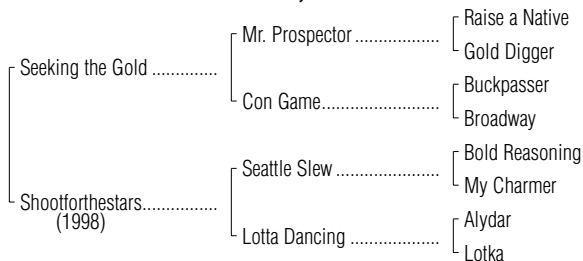 Raise a Native
Mr. Prospector ..................
Gold Digger
Seeking the Gold ..............
Buckpasser
Con Game.........................
Broadway
Bold Reasoning
Seattle Slew ......................
My Charmer
Shootforthestars................
(1998)
Alydar
Lotta Dancing ...................
Lotka